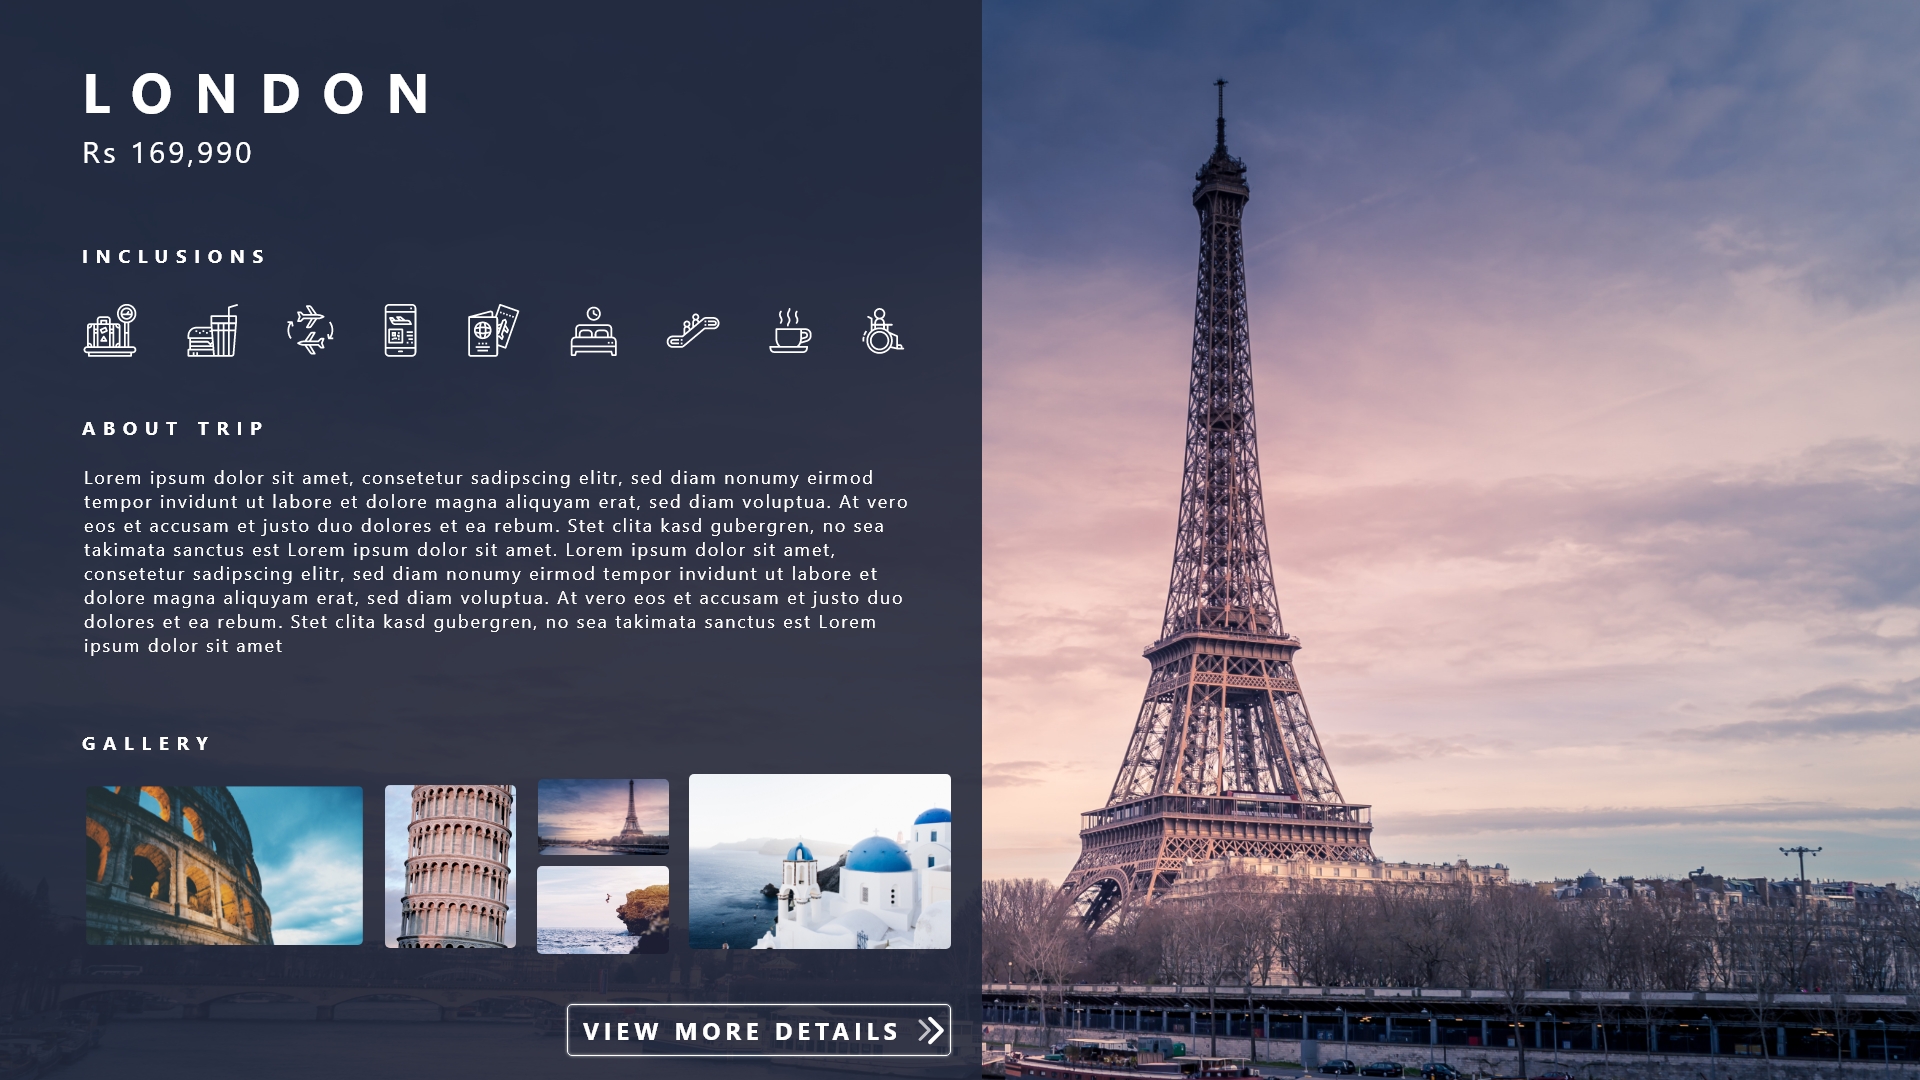 LONDON
Rs 169,990
INCLUSIONS
ABOUT TRIP
Lorem ipsum dolor sit amet, consetetur sadipscing elitr, sed diam nonumy eirmod
tempor invidunt ut labore et dolore magna aliquyam erat, sed diam voluptua. At vero
eos et accusam et justo duo dolores et ea rebum. Stet clita kasd gubergren, no sea
takimata sanctus est Lorem ipsum dolor sit amet. Lorem ipsum dolor sit amet,
consetetur sadipscing elitr, sed diam nonumy eirmod tempor invidunt ut labore et
dolore magna aliquyam erat, sed diam voluptua. At vero eos et accusam et justo duo
dolores et ea rebum. Stet clita kasd gubergren, no sea takimata sanctus est Lorem
ipsum dolor sit amet
GALLERY
VIEW MORE DETAILS